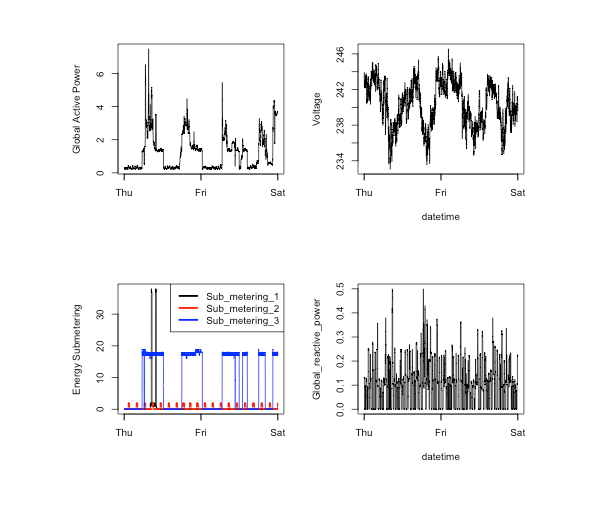 Global Active Power
0 2 4 6
Thu Fri Sat
Voltage
234 238 242 246
Thu Fri Sat
datetime
Energy Submetering
0 10 20 30
Sub_metering_1
Sub_metering_2
Sub_metering_3
Thu Fri Sat
Global_reactive_power
0.0 0.1 0.2 0.3 0.4 0.5
Thu Fri Sat
datetime